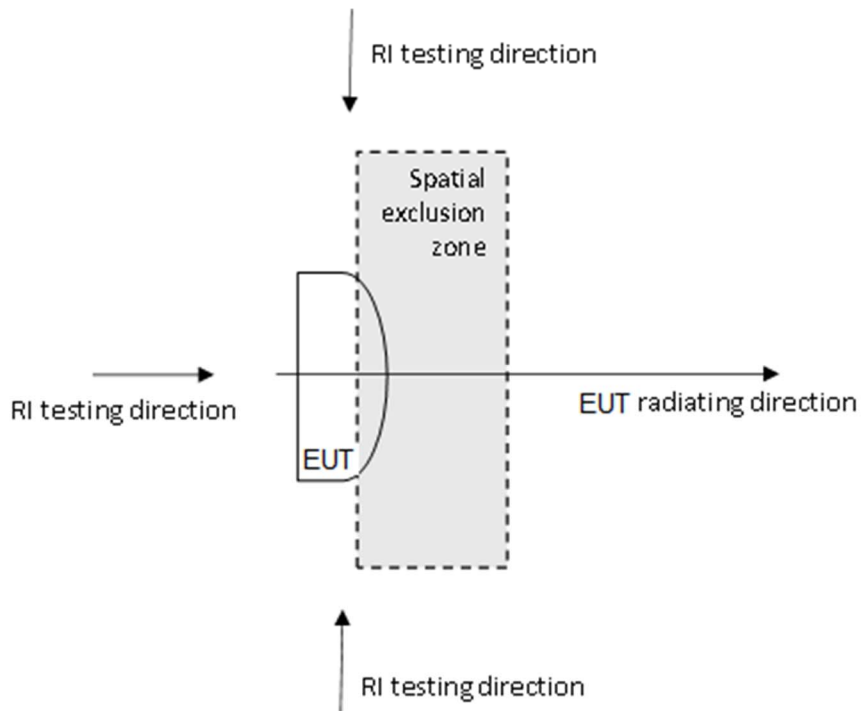 RI testing direction
Spatial
exclusion
zone
RI testing direction
EUT radiating direction
EUT
RI testing direction